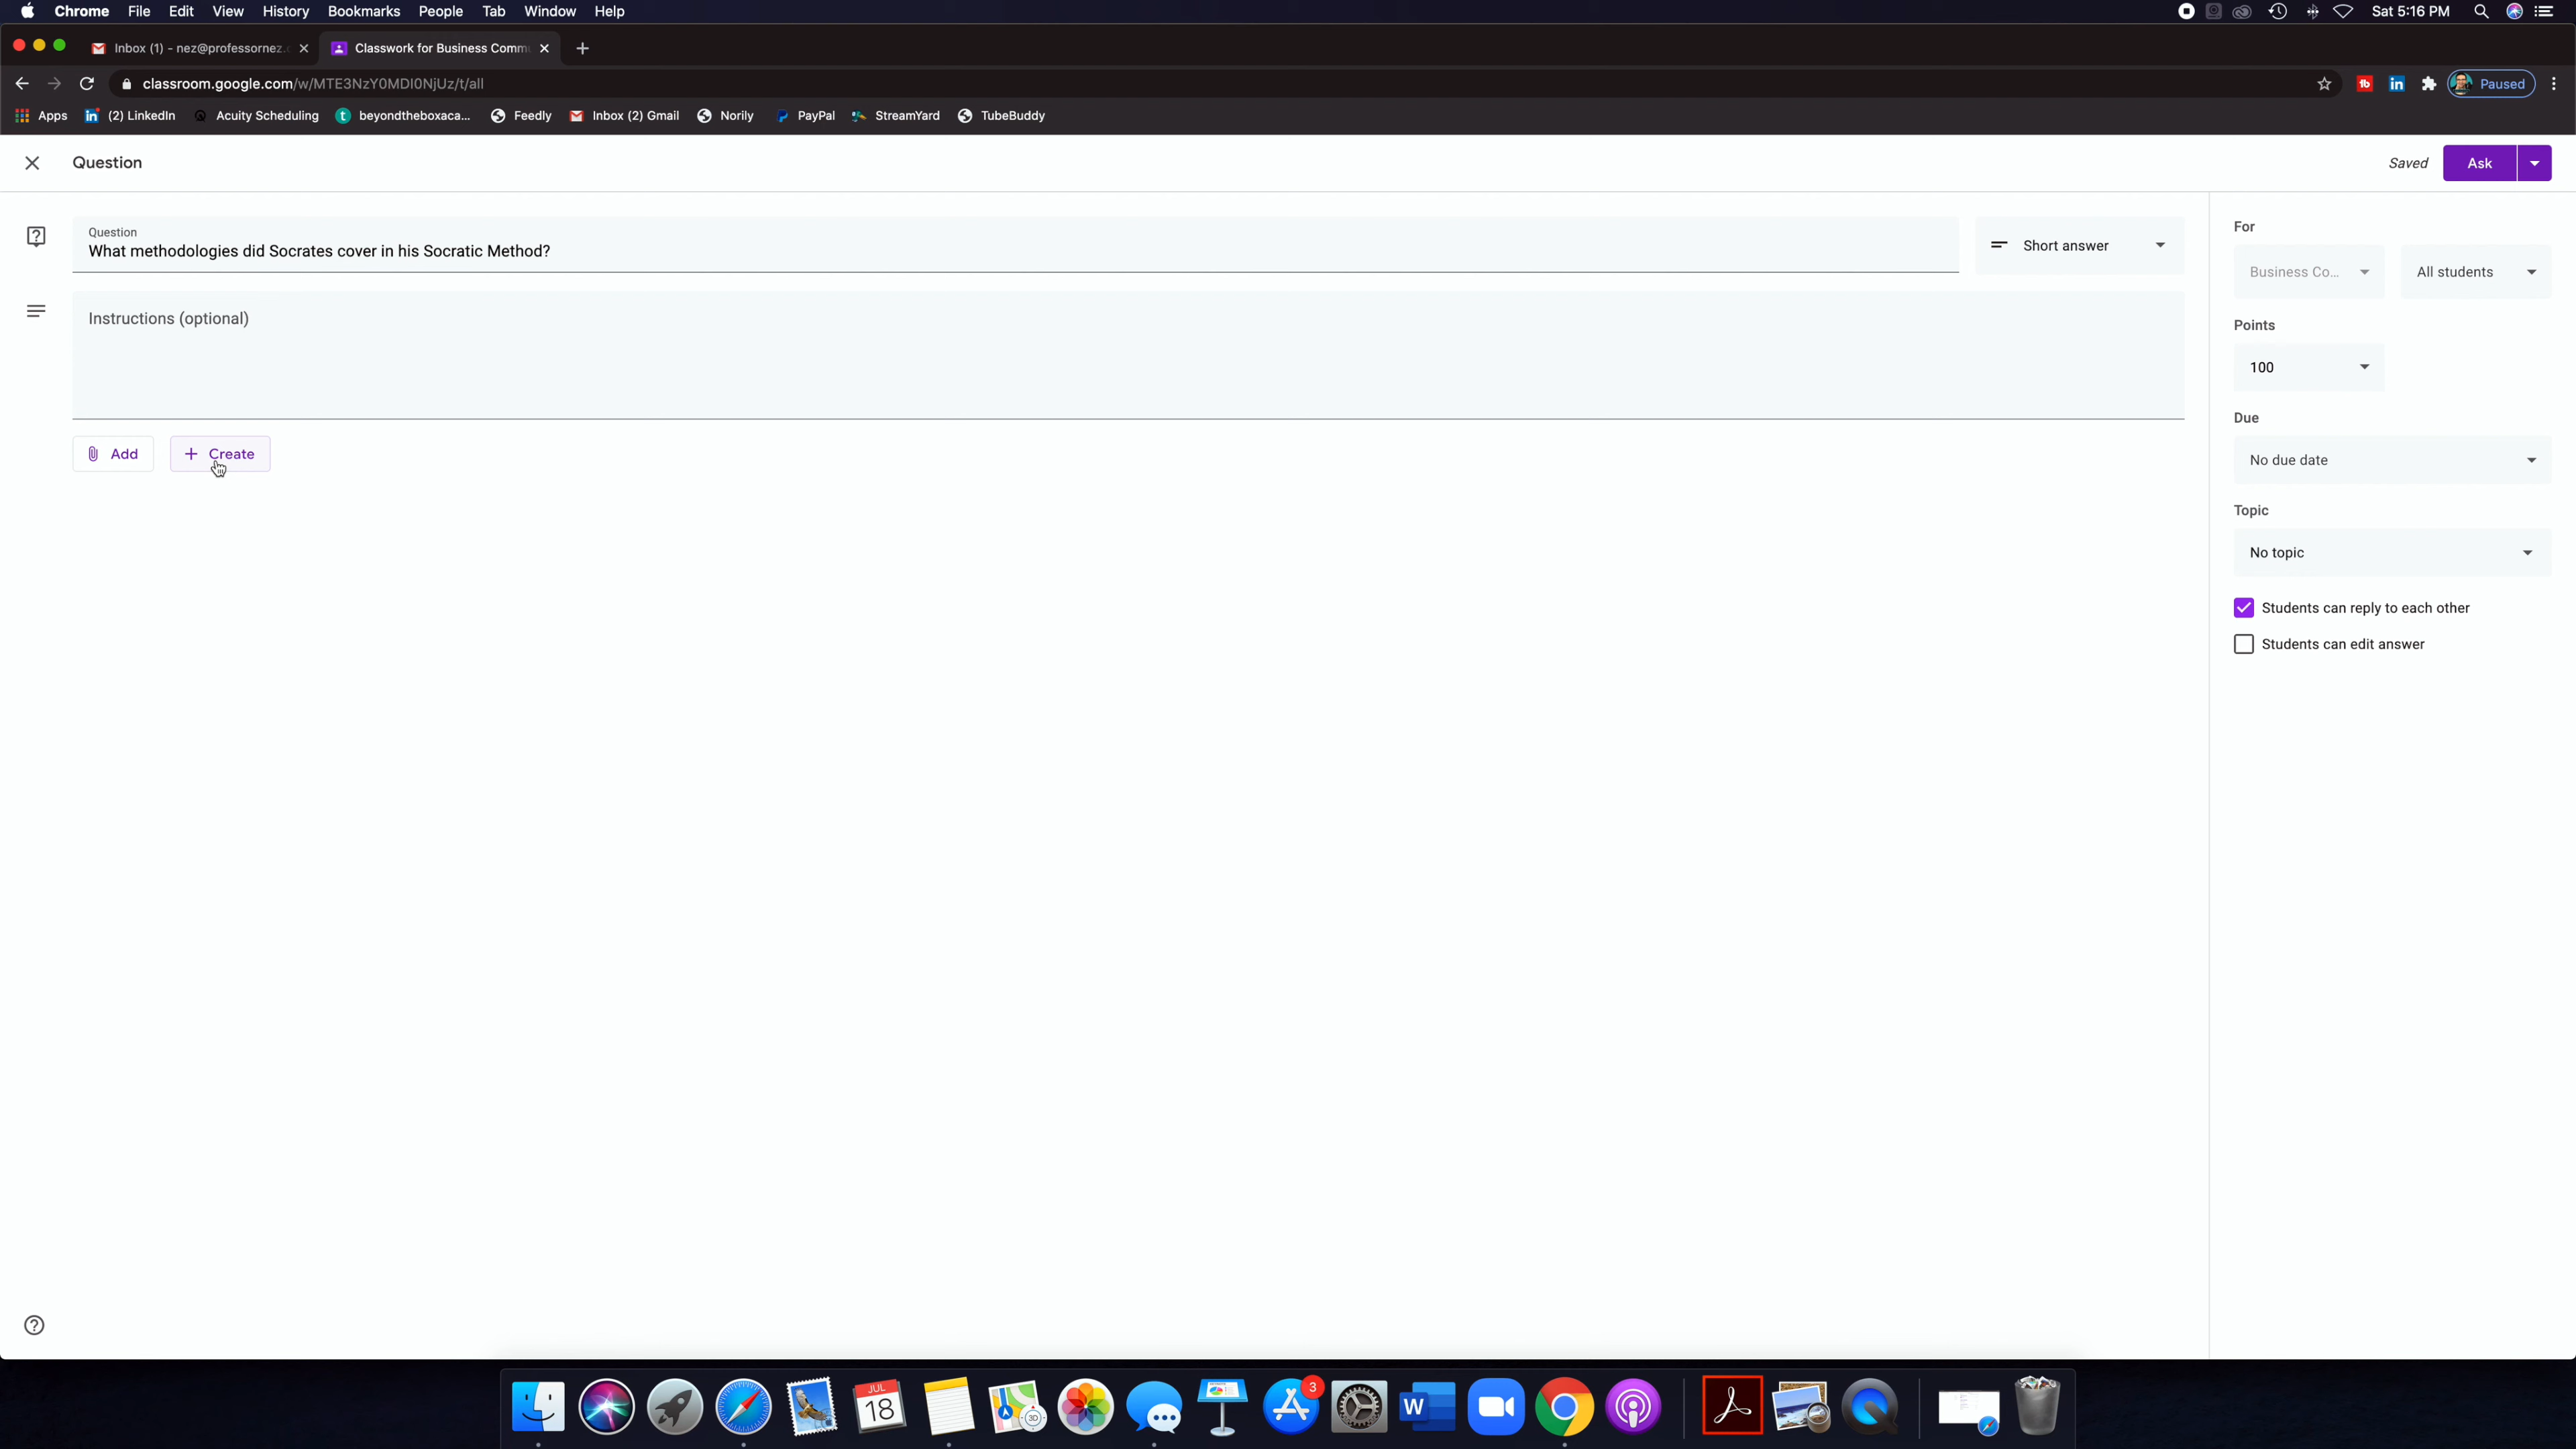 Chrome File Edit View History Bookmarks People Tab Window Help Sat 5:16 PM
Inbox (1) - nez@professornez. Classwork for Business Comm
classroom.google.com/w/MTE3NzY0MDI0NjUz/t/all Paused
Apps (2) LinkedIn Acuity Scheduling beyondtheboxaca... Feedly Inbox (2) Gmail Norily PayPal StreamYard TubeBuddy
Question Saved Ask
Question
What methodologies did Socrates cover in his Socratic Method?
Short answer
Instructions (optional)
Add Create
For
Business Co... All students
Points
100
Due
No due date
Topic
No topic
Students can reply to each other
Students can edit answer
JUL
18
3D
3
W